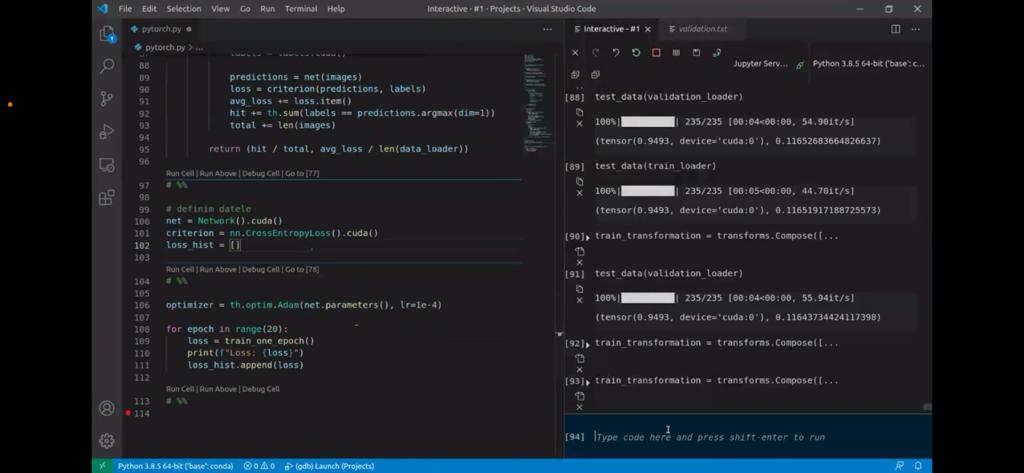 File Edit Selection View Go Run Terminal Help
Interactive - #1 - Projects - Visual Studio Code
pytorch.py
pytorch.py > ...
88
89 predictions = net(images)
90 loss = criterion(predictions, labels)
91 avg_loss += loss.item()
92 hit += th.sum(labels == predictions.argmax(dim=1))
93 total += len(images)
94
95 return (hit / total, avg_loss / len(data_loader))
96
Run Cell | Run Above | Debug Cell | Go to [77]
97 # %%
98
99 # definim datele
100 net = Network().cuda()
101 criterion = nn.CrossEntropyLoss().cuda()
102 loss_hist = []
103
Run Cell | Run Above | Debug Cell | Go to [78]
104 # %%
105
106 optimizer = th.optim.Adam(net.parameters(), lr=1e-4)
107
108 for epoch in range(20):
109 loss = train_one_epoch()
110 print(f"Loss: {loss}")
111 loss_hist.append(loss)
112
Run Cell | Run Above | Debug Cell
113 # %%
114
Interactive - #1
validation.txt
Jupyter Serv...
Python 3.8.5 64-bit ('base': c...
[88] test_data(validation_loader)
100%| | 235/235 [00:04<00:00, 54.90it/s]
(tensor(0.9493, device='cuda:0'), 0.11652683664826637)
[89] test_data(train_loader)
100%| | 235/235 [00:05<00:00, 44.70it/s]
(tensor(0.9493, device='cuda:0'), 0.11651917188725573)
[90] train_transformation = transforms.Compose([...
[91] test_data(validation_loader)
100%| | 235/235 [00:04<00:00, 55.94it/s]
(tensor(0.9493, device='cuda:0'), 0.11643734424117398)
[92] train_transformation = transforms.Compose([...
[93] train_transformation = transforms.Compose([...
[94] Type code here and press shift-enter to run
Python 3.8.5 64-bit ('base': conda) 0 0 (gdb) Launch (Projects)